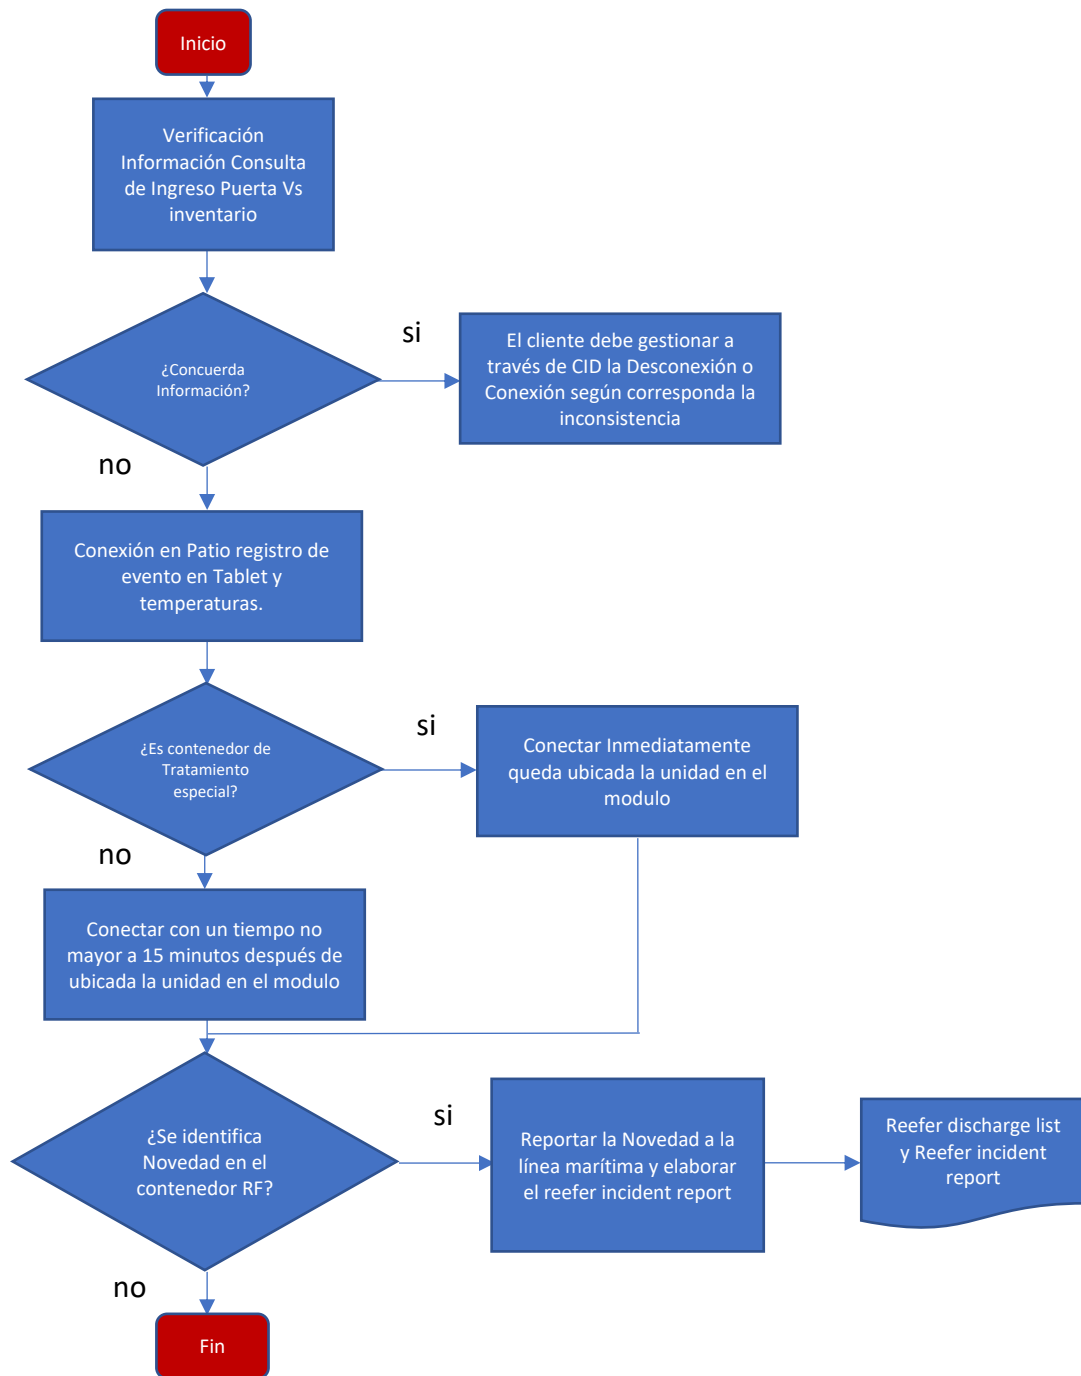 Inicio
Verificación
Información Consulta
de Ingreso Puerta Vs
inventario
¿Concuerda
Información?
si
El cliente debe gestionar a
través de CID la Desconexión o
Conexión según corresponda la
inconsistencia
no
Conexión en Patio registro de
evento en Tablet y
temperaturas.
¿Es contenedor de
Tratamiento
especial?
si
Conectar Inmediatamente
queda ubicada la unidad en el
modulo
no
Conectar con un tiempo no
mayor a 15 minutos después de
ubicada la unidad en el modulo
¿Se identifica
Novedad en el
contenedor RF?
si
Reportar la Novedad a la
línea marítima y elaborar
el reefer incident report
Reefer discharge list
y Reefer incident
report
no
Fin